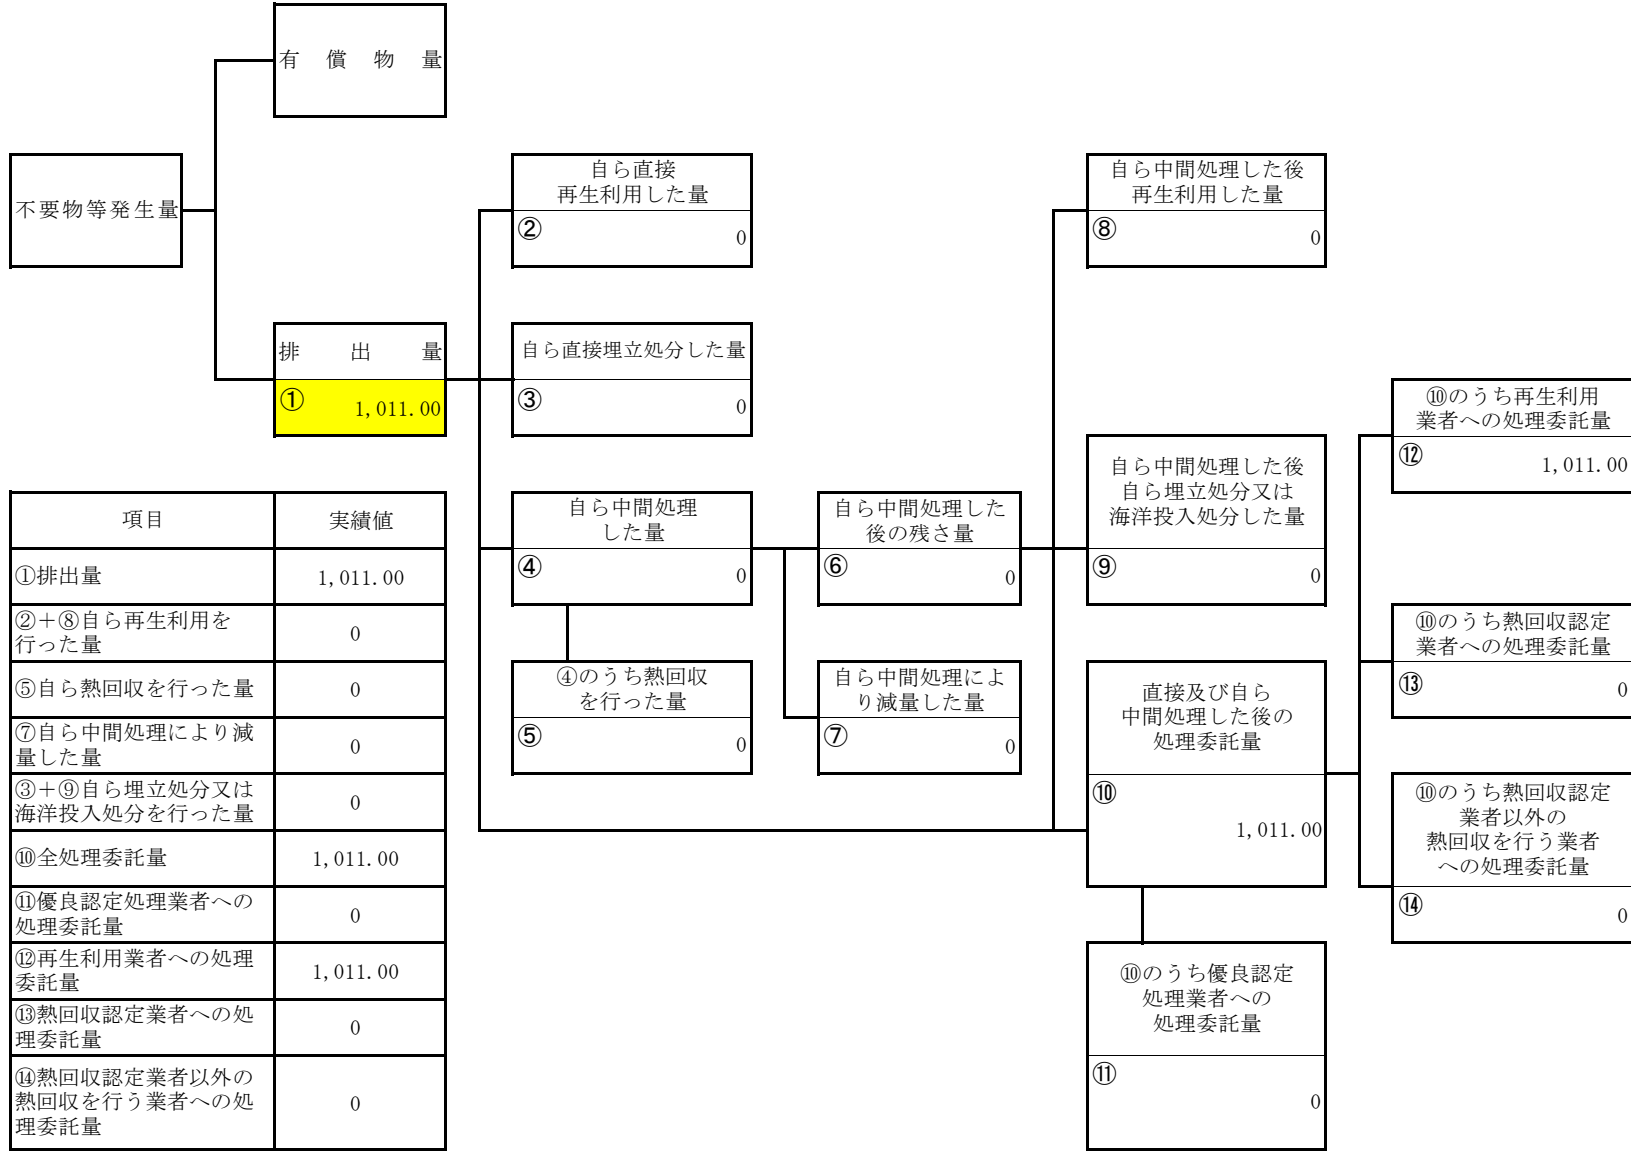 有償物量
不要物等発生量
排出量
① 1,011.00
自ら直接
再生利用した量
② 0
自ら直接埋立処分した量
③ 0
自ら中間処理
した量
④ 0
④のうち熱回収
を行った量
⑤ 0
自ら中間処理した
後の残さ量
⑥ 0
自ら中間処理によ
り減量した量
⑦ 0
自ら中間処理した後
再生利用した量
⑧ 0
自ら中間処理した後
自ら埋立処分又は
海洋投入処分した量
⑨ 0
直接及び自ら
中間処理した後の
処理委託量
⑩
1,011.00
⑩のうち優良認定
処理業者への
処理委託量
⑪
0
⑩のうち再生利用
業者への処理委託量
⑫ 1,011.00
⑩のうち熱回収認定
業者への処理委託量
⑬ 0
⑩のうち熱回収認定
業者以外の
熱回収を行う業者
への処理委託量
⑭ 0
項目 実績値
①排出量 1,011.00
②+⑧自ら再生利用を
行った量 0
⑤自ら熱回収を行った量 0
⑦自ら中間処理により減
量した量 0
③+⑨自ら埋立処分又は
海洋投入処分を行った量 0
⑩全処理委託量 1,011.00
⑪優良認定処理業者への
処理委託量 0
⑫再生利用業者への処理
委託量 1,011.00
⑬熱回収認定業者への処
理委託量 0
⑭熱回収認定業者以外の
熱回収を行う業者への処
理委託量 0